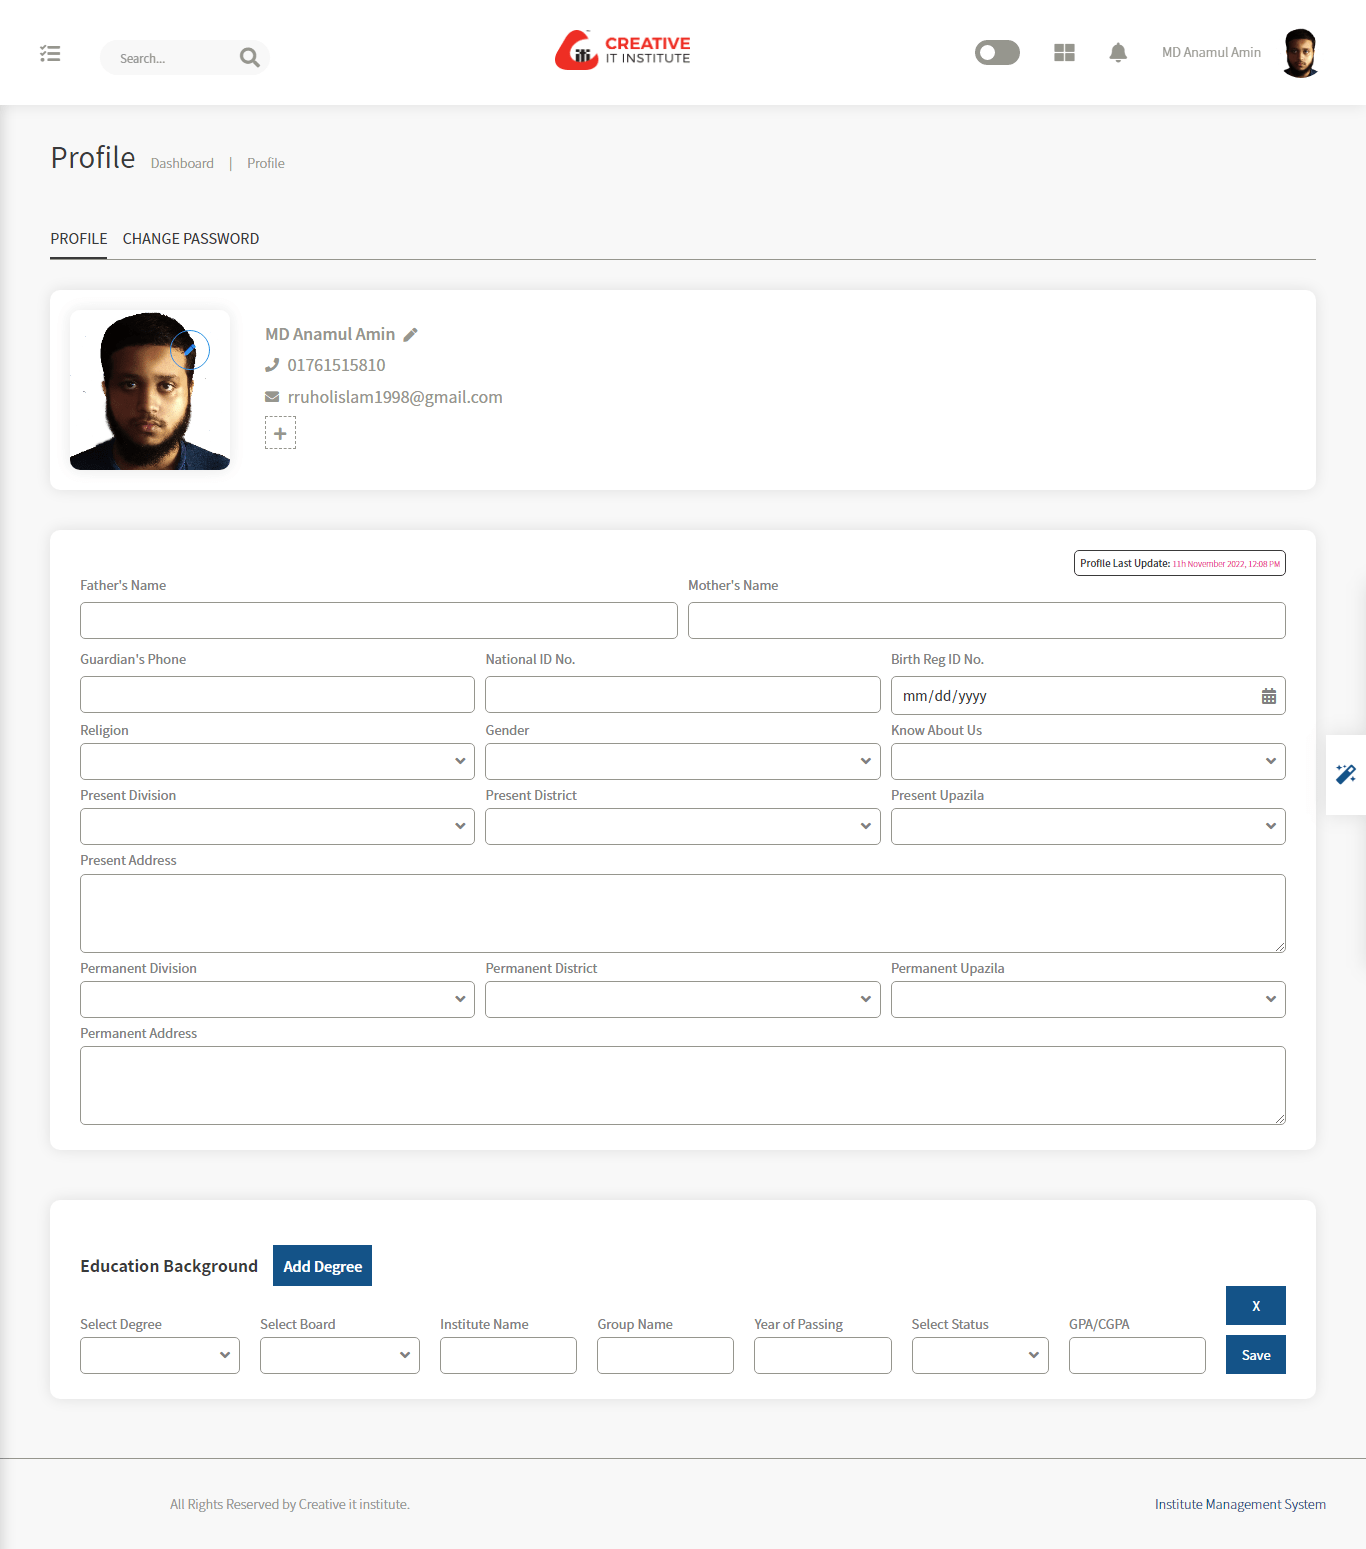 Search...
iti
CREATIVE
IT INSTITUTE
MD Anamul Amin
Profile
Dashboard | Profile
PROFILE CHANGE PASSWORD
MD Anamul Amin
01761515810
rruholislam1998@gmail.com
+
Profile Last Update: 11h November 2022, 12:08 PM
Father's Name Mother's Name
Guardian's Phone National ID No. Birth Reg ID No.
mm/dd/yyyy
Religion Gender Know About Us
Present Division Present District Present Upazila
Present Address
Permanent Division Permanent District Permanent Upazila
Permanent Address
Education Background Add Degree
X
Select Degree Select Board Institute Name Group Name Year of Passing Select Status GPA/CGPA
Save
All Rights Reserved by Creative it institute. Institute Management System